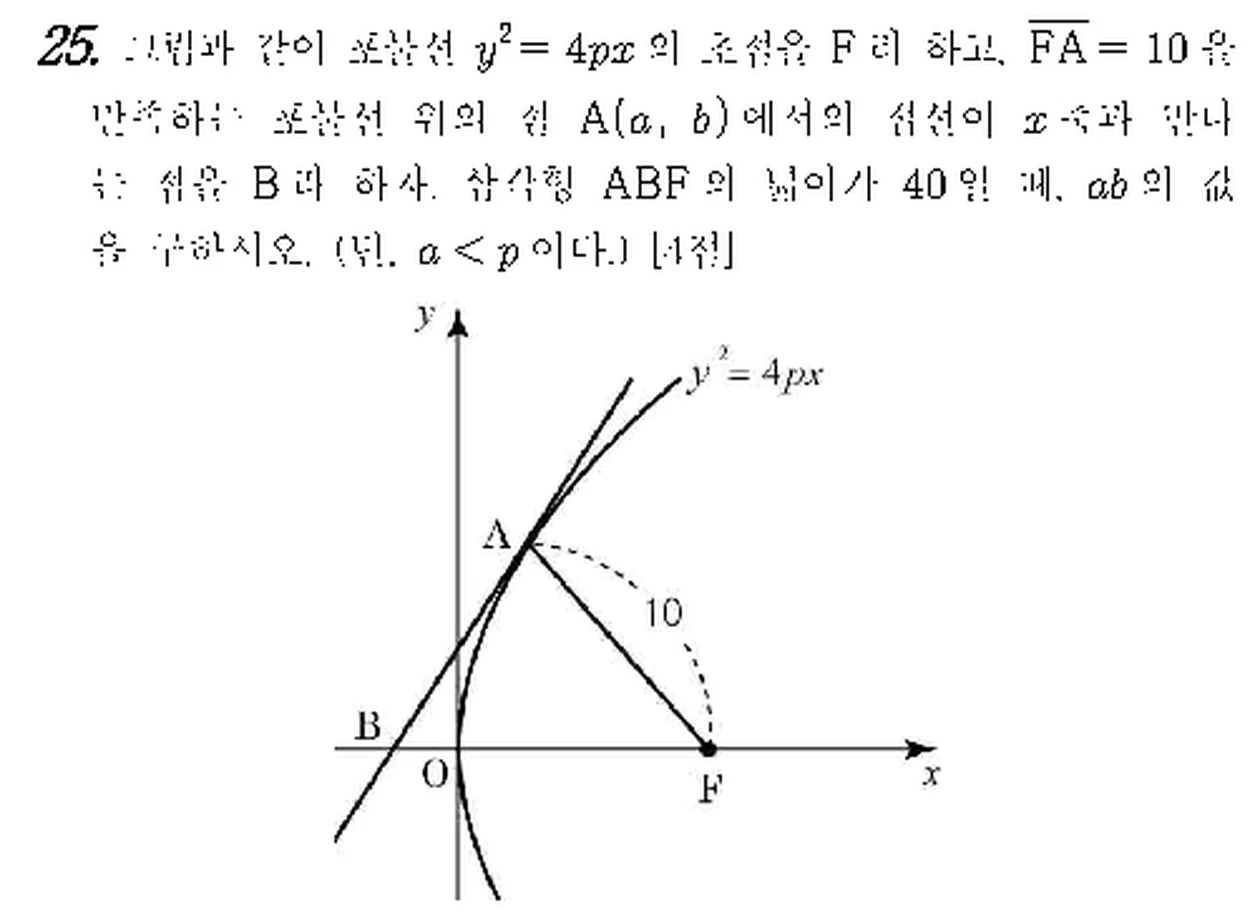 25. 그림과 같이 포물선 y²= 4px 의 초점을 F 라 하고, F̅A̅ = 10 을
만족하는 포물선 위의 점 A(a, b) 에서의 접선이 x 축과 만나
는 점을 B 라 하자. 삼각형 ABF 의 넓이가 40 일 때, ab 의 값
을 구하시오. (단, a < p 이다.) [4점]
y
y²= 4px
A
10
B
O
F
x